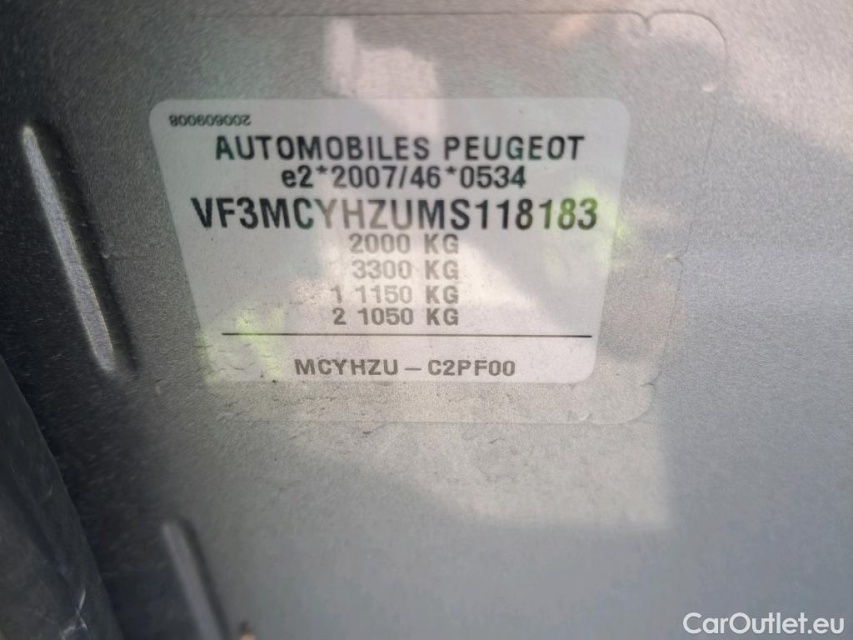 200609008
AUTOMOBILES PEUGEOT
e2*2007/46*0534
VF3MCYHZUMS118183
2000 KG
3300 KG
1 1150 KG
2 1050 KG
MCYHZU – C2PF00
CarOutlet.eu